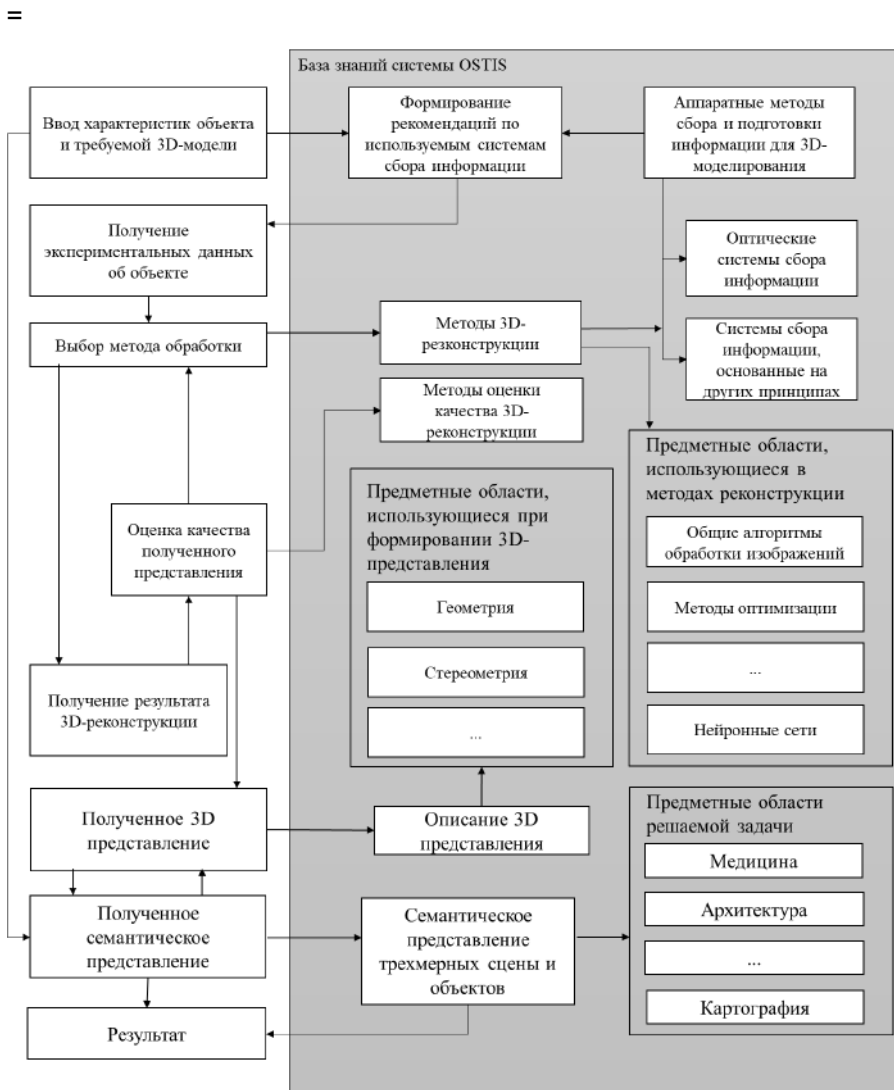 =
База знаний системы OSTIS
Ввод характеристик объекта
и требуемой 3D-модели
Формирование
рекомендаций по
используемым системам
сбора информации
Аппаратные методы
сбора и подготовки
информации для 3D-
моделирования
Получение
экспериментальных данных
об объекте
Оптические
системы сбора
информации
Выбор метода обработки
Методы 3D-
резконструкции
Системы сбора
информации,
основанные на
других принципах
Методы оценки
качества 3D-
реконструкции
Предметные области,
использующиеся в
методах реконструкции
Общие алгоритмы
обработки изображений
Методы оптимизации
...
Нейронные сети
Предметные области,
использующиеся при
формировании 3D-
представления
Геометрия
Стереометрия
...
Оценка качества
полученного
представления
Получение результата
3D-реконструкции
Полученное 3D
представление
Описание 3D
представления
Предметные области
решаемой задачи
Медицина
Архитектура
...
Картография
Полученное
семантическое
представление
Семантическое
представление
трехмерных сцены и
объектов
Результат